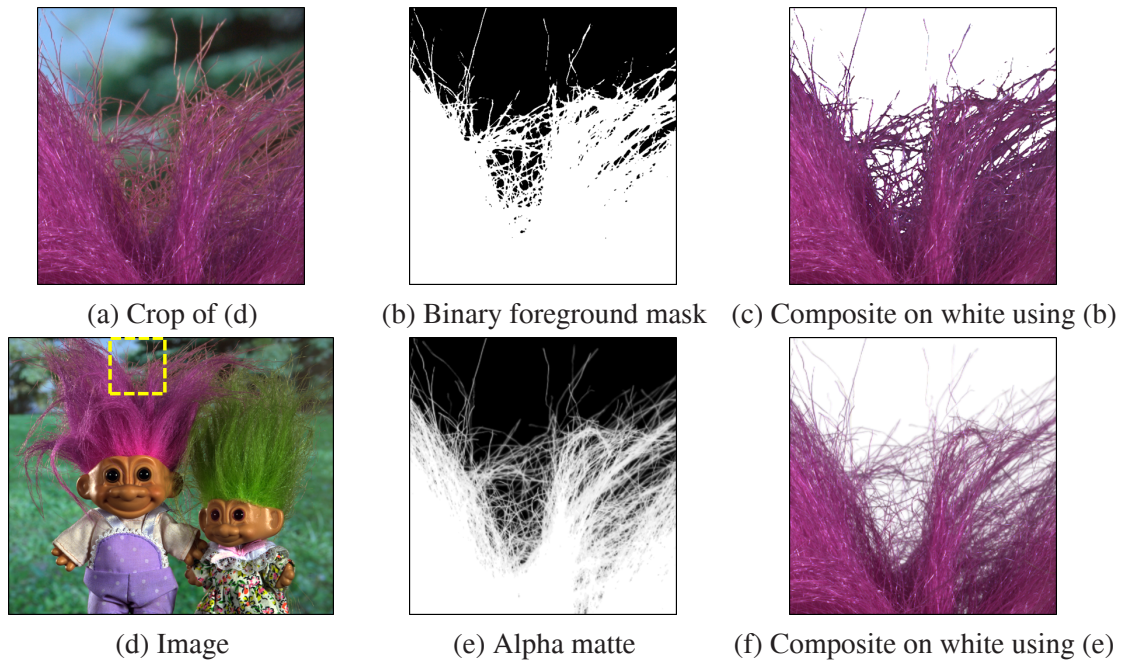 (a) Crop of (d)
(b) Binary foreground mask
(c) Composite on white using (b)
(d) Image
(e) Alpha matte
(f) Composite on white using (e)